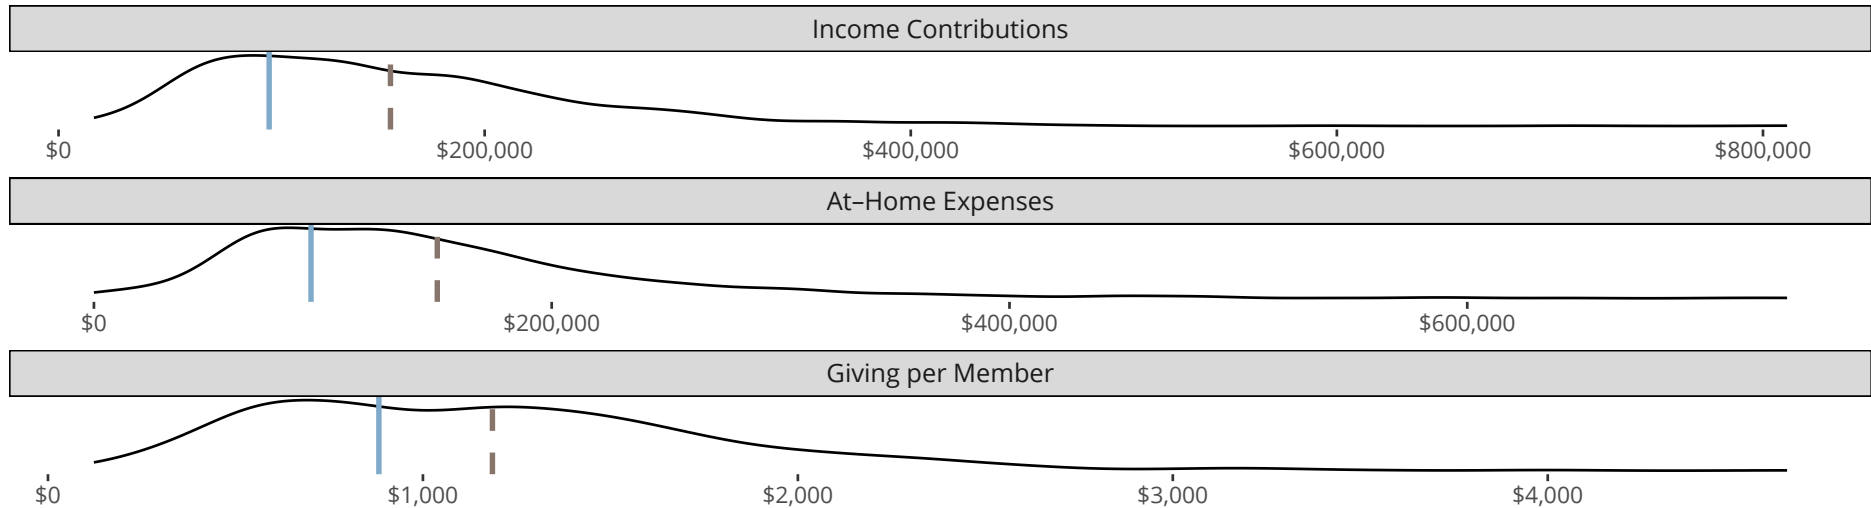 Income Contributions
$0 $200,000 $400,000 $600,000 $800,000
At–Home Expenses
$0 $200,000 $400,000 $600,000
Giving per Member
$0 $1,000 $2,000 $3,000 $4,000